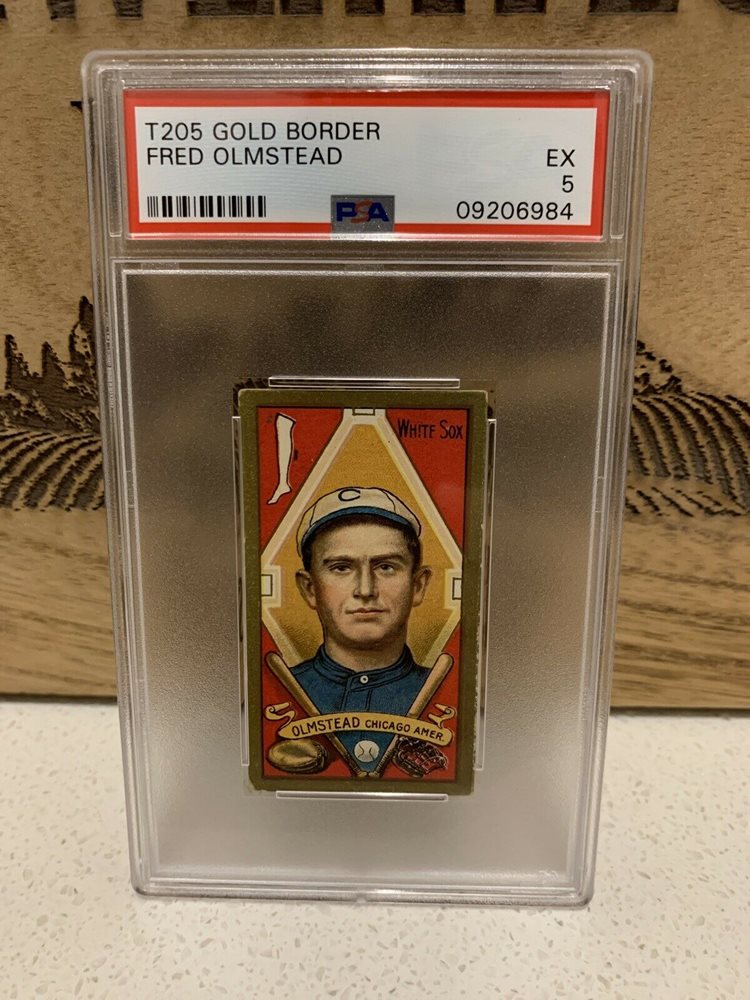 T205 GOLD BORDER
FRED OLMSTEAD
EX
5
PSA
09206984
WHITE SOX
C
OLMSTEAD CHICAGO AMER.